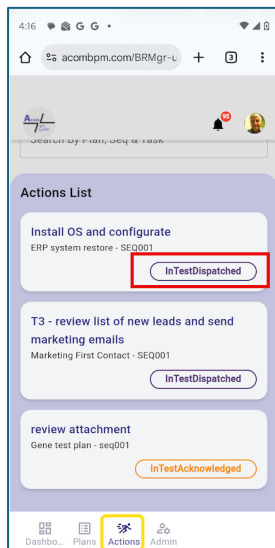 4:16 G G •
acombpm.com/BRMgr-u + 3
Acom
Doc
95
Search By Plan, Seq & Task
Actions List
Install OS and configurate
ERP system restore - SEQ001
InTestDispatched
T3 - review list of new leads and send
marketing emails
Marketing First Contact - SEQ001
InTestDispatched
review attachment
Gene test plan - seq001
InTestAcknowledged
Dashbo... Plans Actions Admin